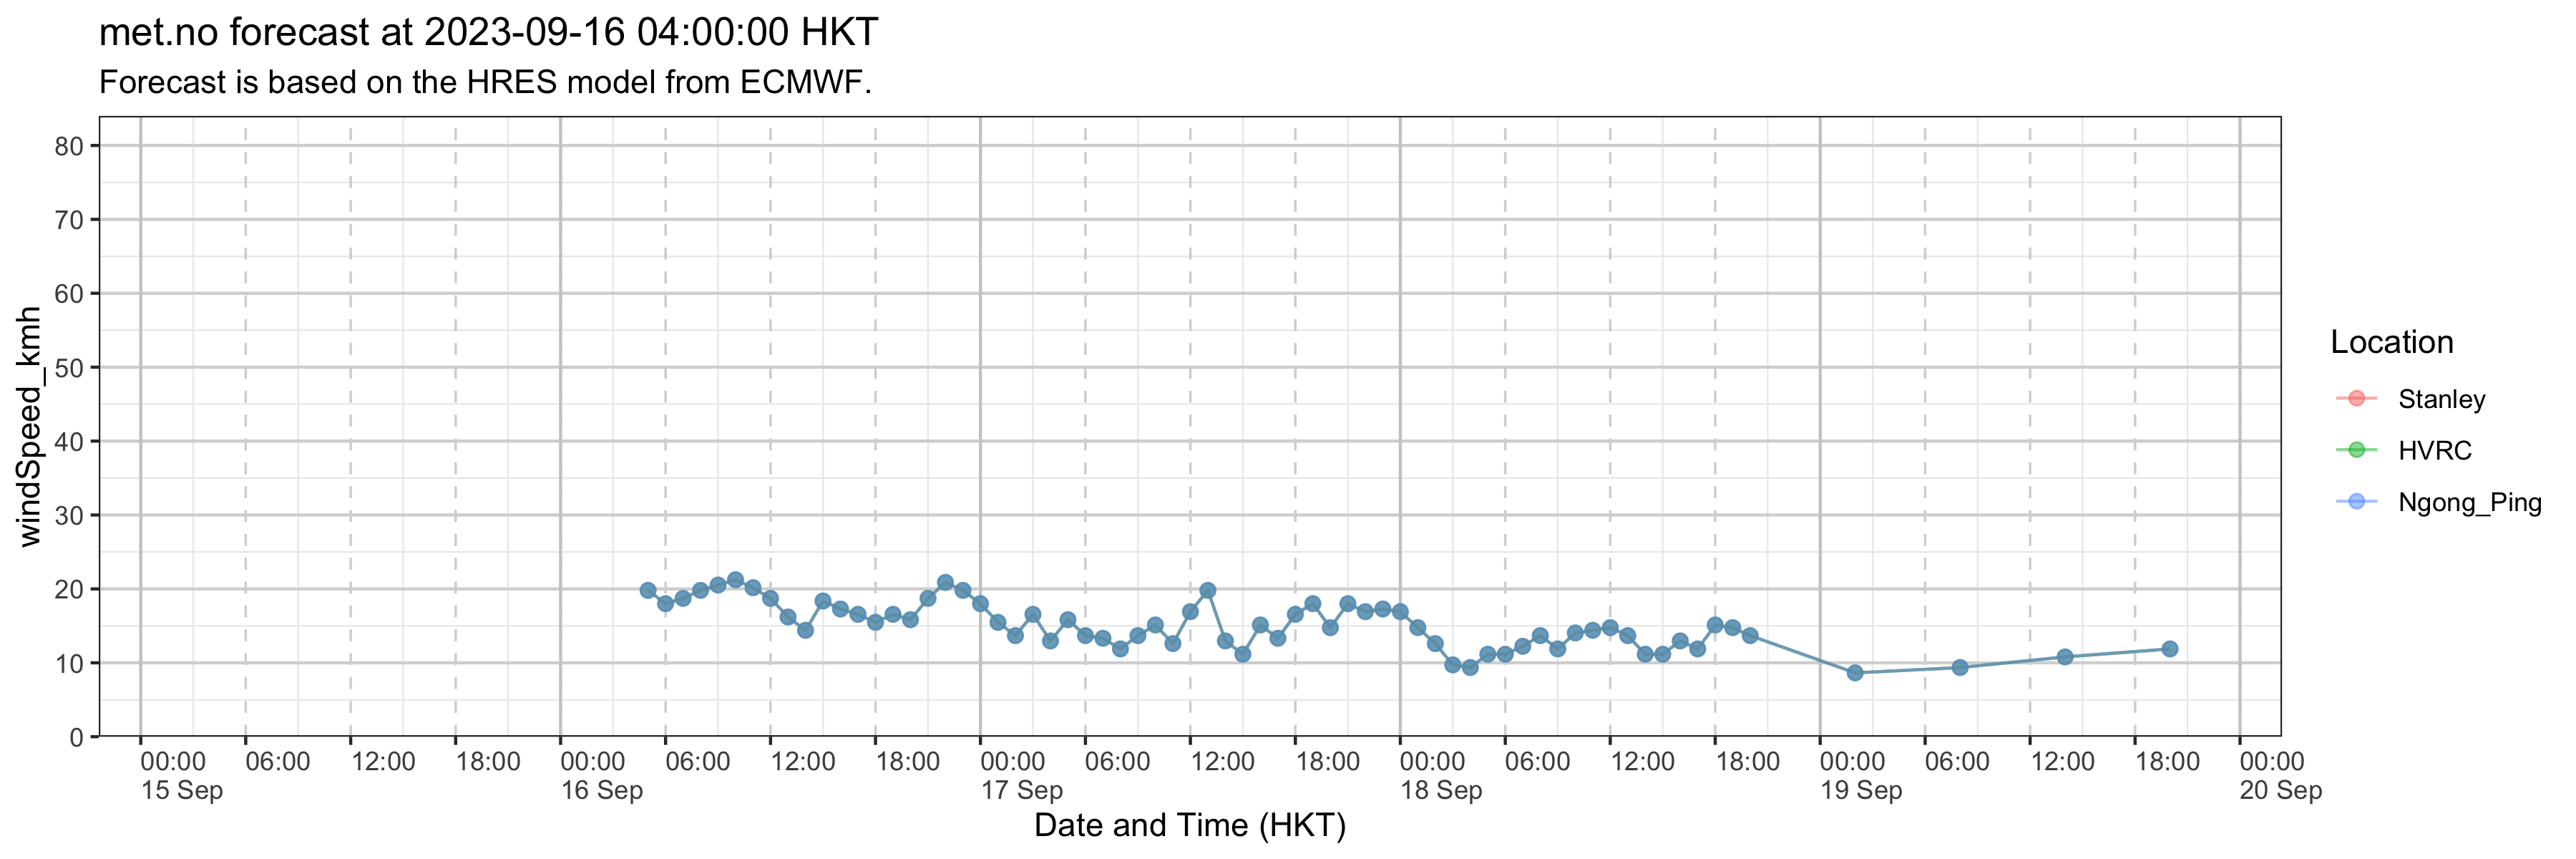 met.no forecast at 2023-09-16 04:00:00 HKT
Forecast is based on the HRES model from ECMWF.
windSpeed_kmh
80
70
60
50
40
30
20
10
0
00:00 06:00 12:00 18:00 00:00 06:00 12:00 18:00 00:00 06:00 12:00 18:00 00:00 06:00 12:00 18:00 00:00 06:00 12:00 18:00 00:00
15 Sep 16 Sep 17 Sep 18 Sep 19 Sep 20 Sep
Date and Time (HKT)
Location
Stanley
HVRC
Ngong_Ping